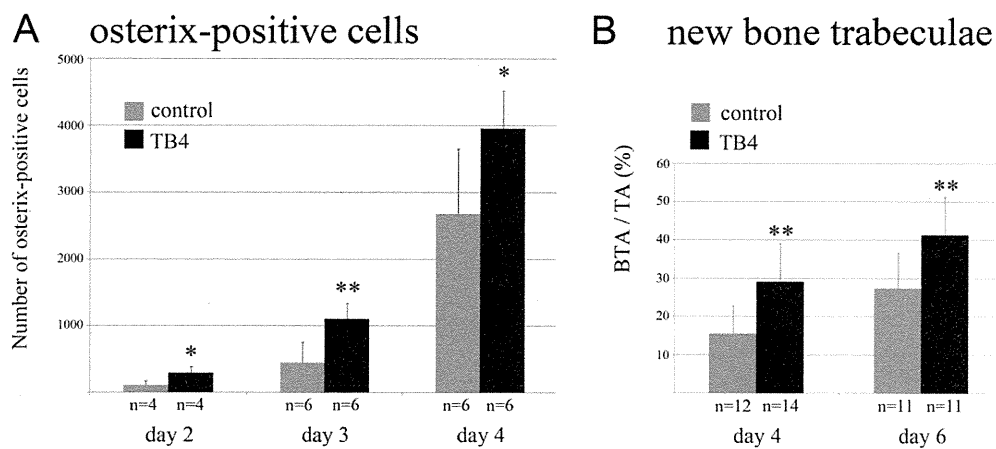 A osterix-positive cells
Number of osterix-positive cells
5000
4000
3000
2000
1000
control
TB4
*
**
*
n=4 n=4
n=6 n=6
n=6 n=6
day 2
day 3
day 4
B new bone trabeculae
control
TB4
BTA / TA (%)
60
50
40
30
20
10
**
**
n=12 n=14
n=11 n=11
day 4
day 6